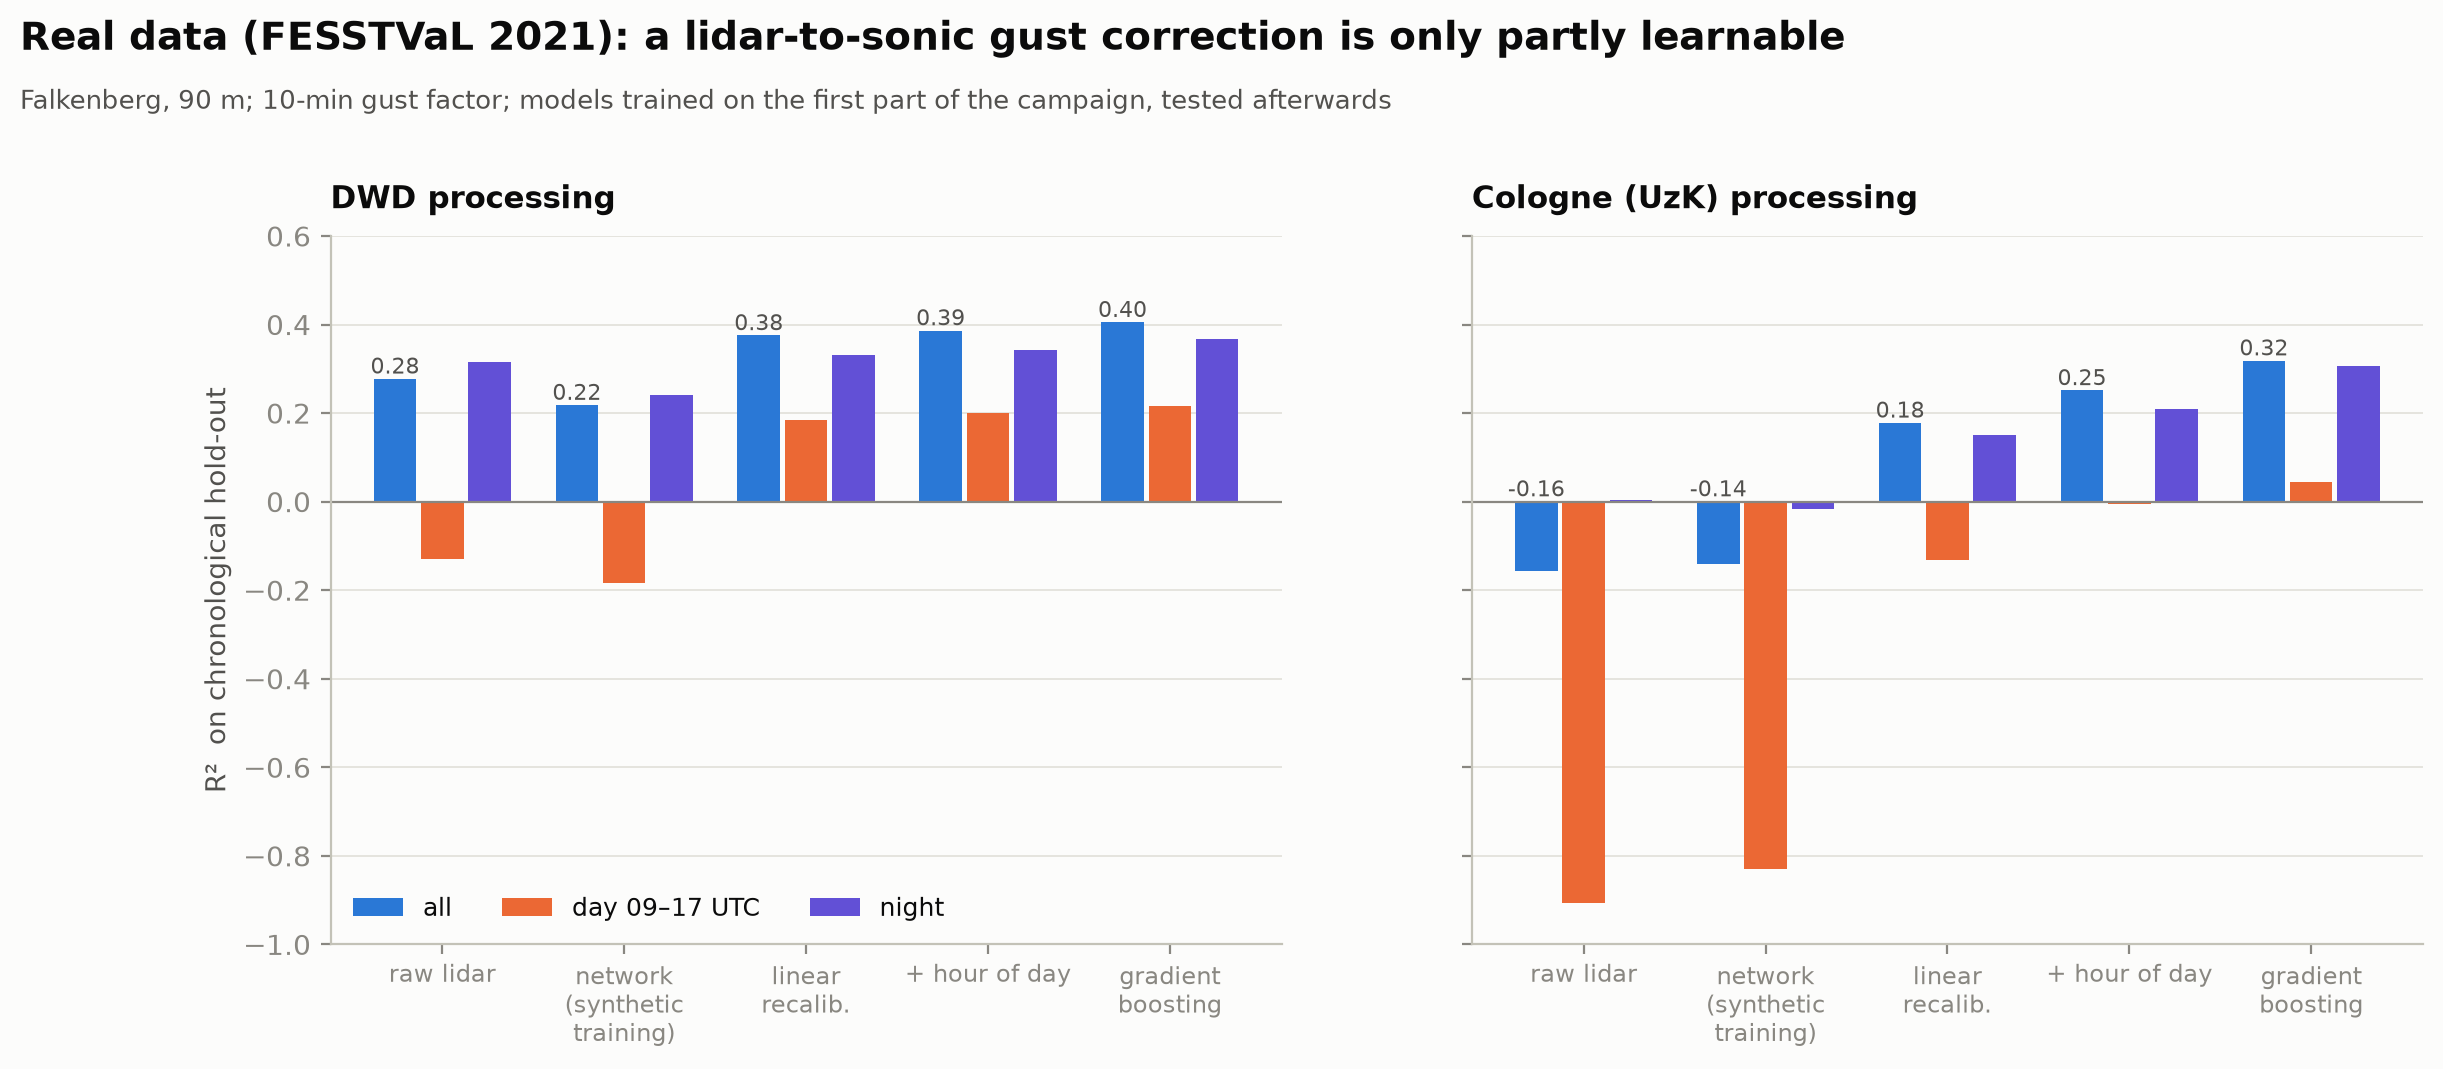 Real data (FESSTVaL 2021): a lidar-to-sonic gust correction is only partly learnable
Falkenberg, 90 m; 10-min gust factor; models trained on the first part of the campaign, tested afterwards
DWD processing
R² on chronological hold-out
0.6
0.4
0.2
0.0
−0.2
−0.4
−0.6
−0.8
−1.0
0.28
0.22
0.38
0.39
0.40
all
day 09–17 UTC
night
raw lidar
network
(synthetic
training)
linear
recalib.
+ hour of day
gradient
boosting
Cologne (UzK) processing
-0.16
-0.14
0.18
0.25
0.32
raw lidar
network
(synthetic
training)
linear
recalib.
+ hour of day
gradient
boosting